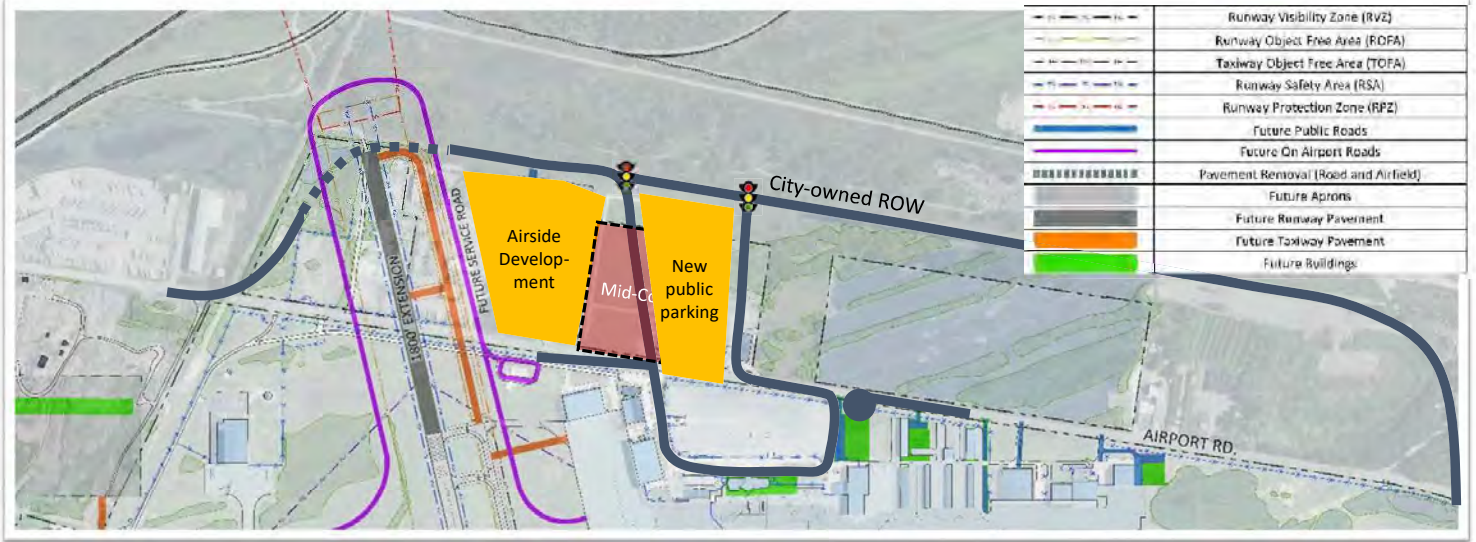 Runway Visibility Zone (RVZ)
Runway Object Free Area (ROFA)
Taxiway Object Free Area (TOFA)
Runway Safety Area (RSA)
Runway Protection Zone (RPZ)
Future Public Roads
Future On Airport Roads
Pavement Removal (Road and Airfield)
Future Aprons
Future Runway Pavement
Future Taxiway Pavement
Future Buildings
City-owned ROW
Airside
Develop-
ment
Mid-Co
New
public
parking
FUTURE SERVICE ROAD
1800' EXTENSION
AIRPORT RD.